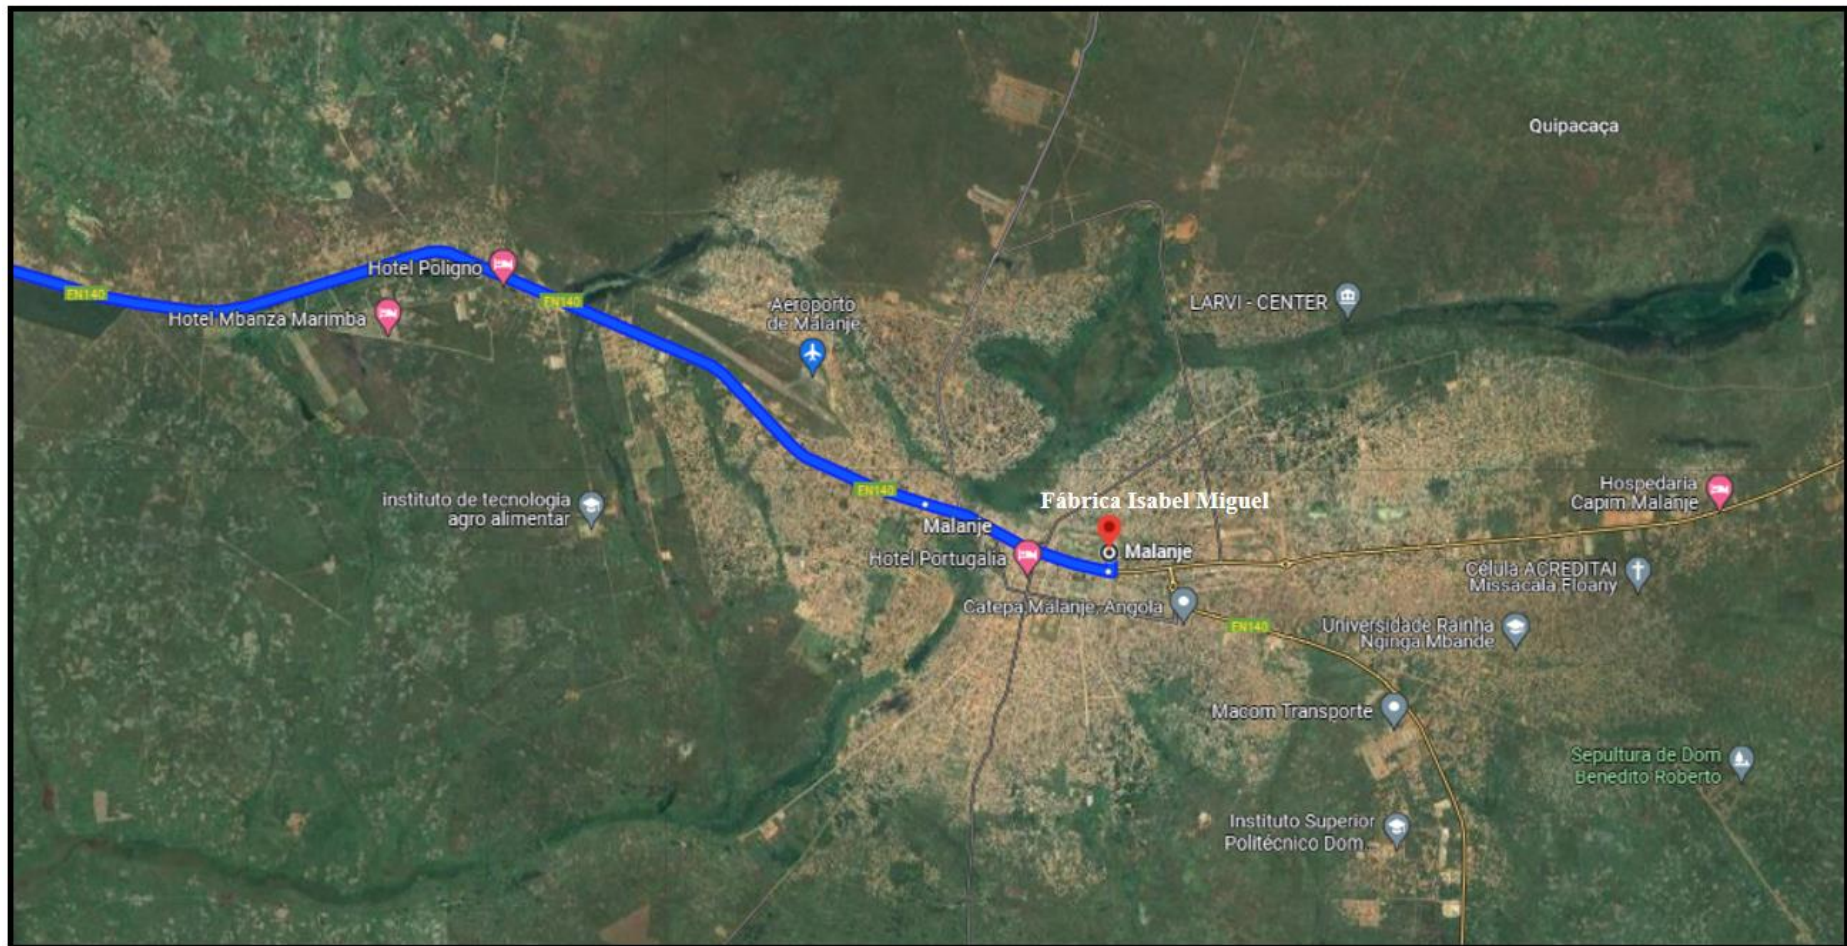 Quipacaça
Hotel Poligno
EN140
Hotel Mbanza Marimba
EN140
Aeroporto
de Malanje
LARVI - CENTER
Instituto de tecnologia
agro alimentar
EN140
Malanje
Fábrica Isabel Miguel
Malanje
Hotel Portugalia
Hospedaria
Capim Malanje
Catepa,Malanje, Angola
EN140
Célula ACREDITAI
Missacala Floany
Universidade Rainha
Nginga Mbande
Macom Transporte
Sepultura de Dom
Benedito Roberto
Instituto Superior
Politécnico Dom...